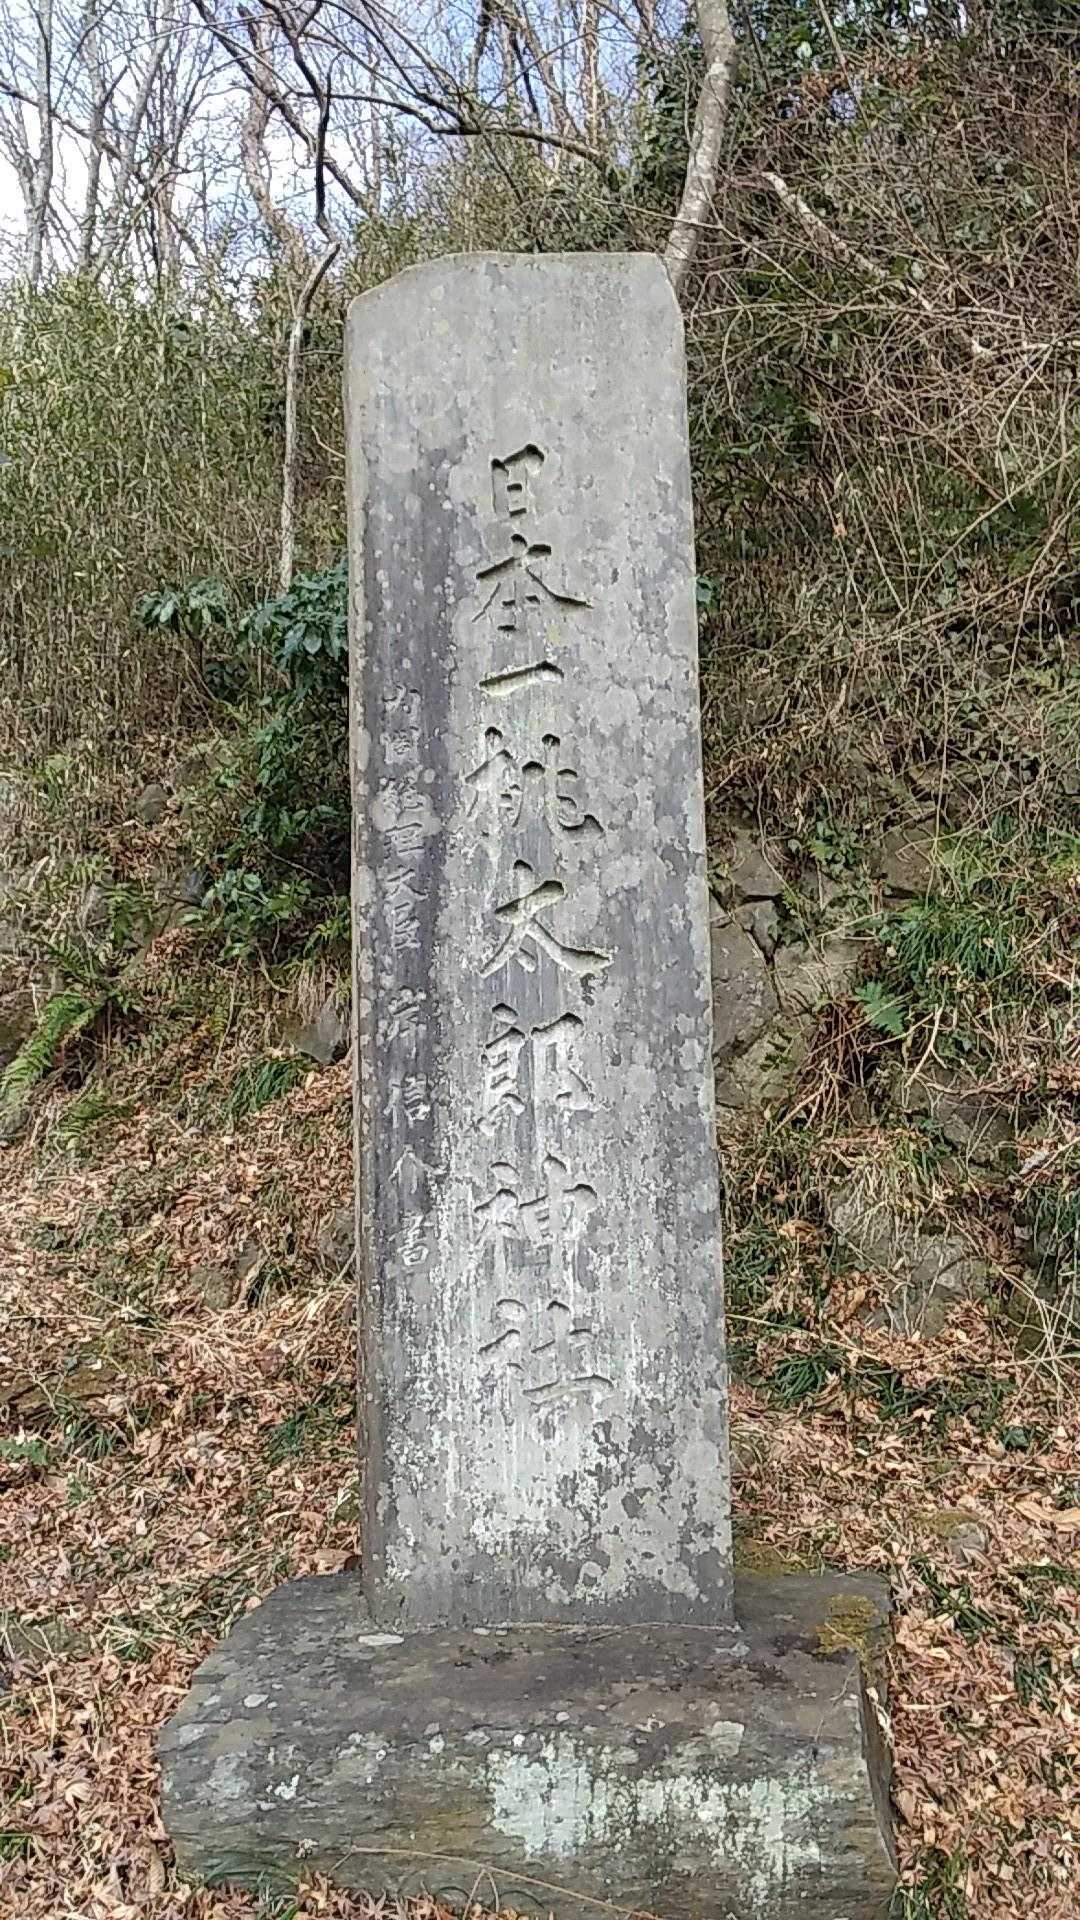 日本一桃太郎神社
内閣総理大臣 岸信介書